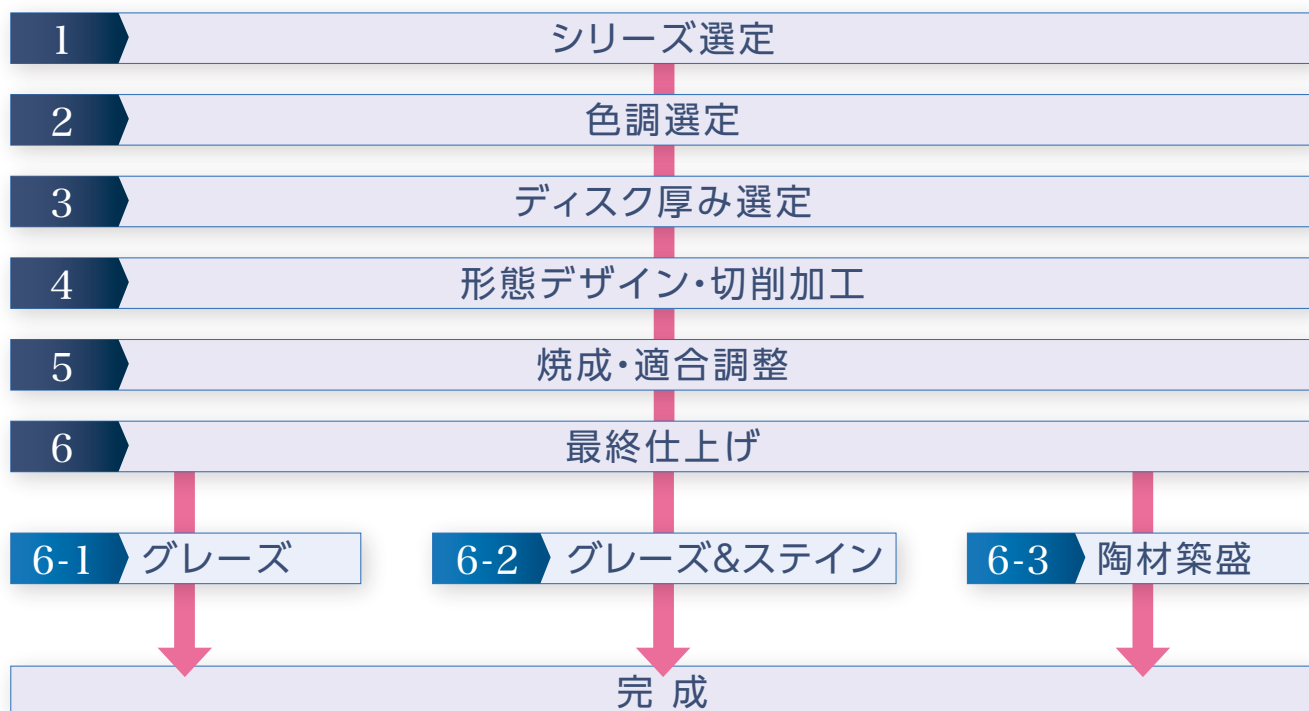 1 シリーズ選定
2 色調選定
3 ディスク厚み選定
4 形態デザイン・切削加工
5 焼成・適合調整
6 最終仕上げ
6-1 グレーズ 6-2 グレーズ&ステイン 6-3 陶材築盛
完 成